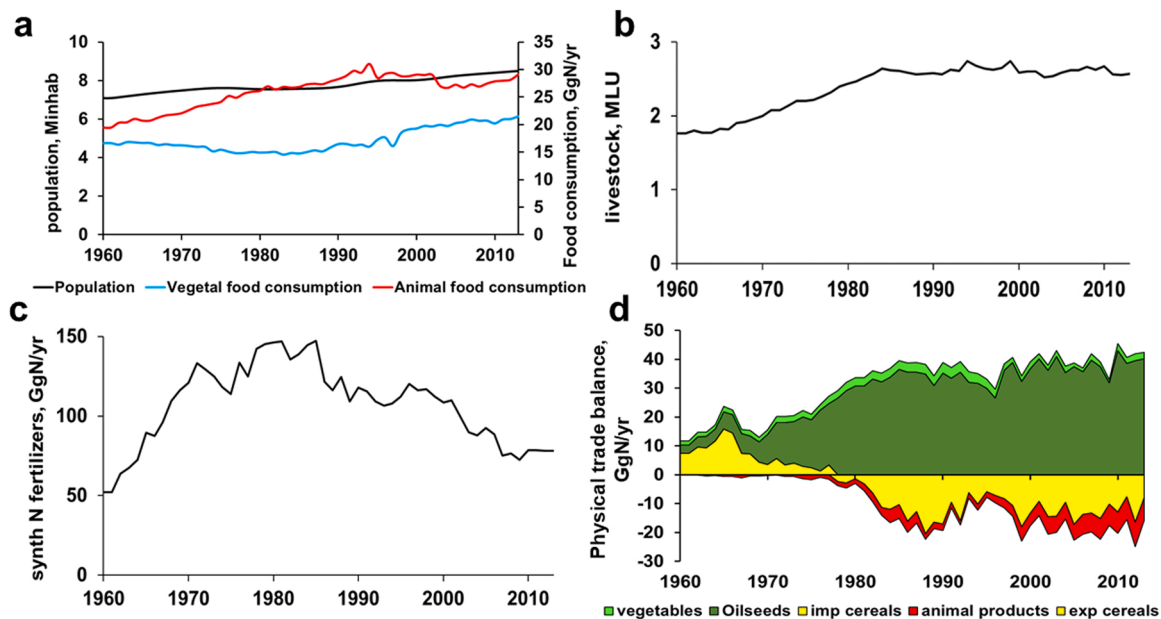 a
population, Minhab
10
8
6
4
2
0
35
30
25
20
15
10
5
0
Food consumption, GgN/yr
1960 1970 1980 1990 2000 2010
Population Vegetal food consumption Animal food consumption
b
livestock, MLU
3
2
1
0
1960 1970 1980 1990 2000 2010
c
synth N fertilizers, GgN/yr
150
100
50
0
1960 1970 1980 1990 2000 2010
d
Physical trade balance,
GgN/yr
50
40
30
20
10
0
-10
-20
-30
1960 1970 1980 1990 2000 2010
vegetables Oilseeds imp cereals animal products exp cereals